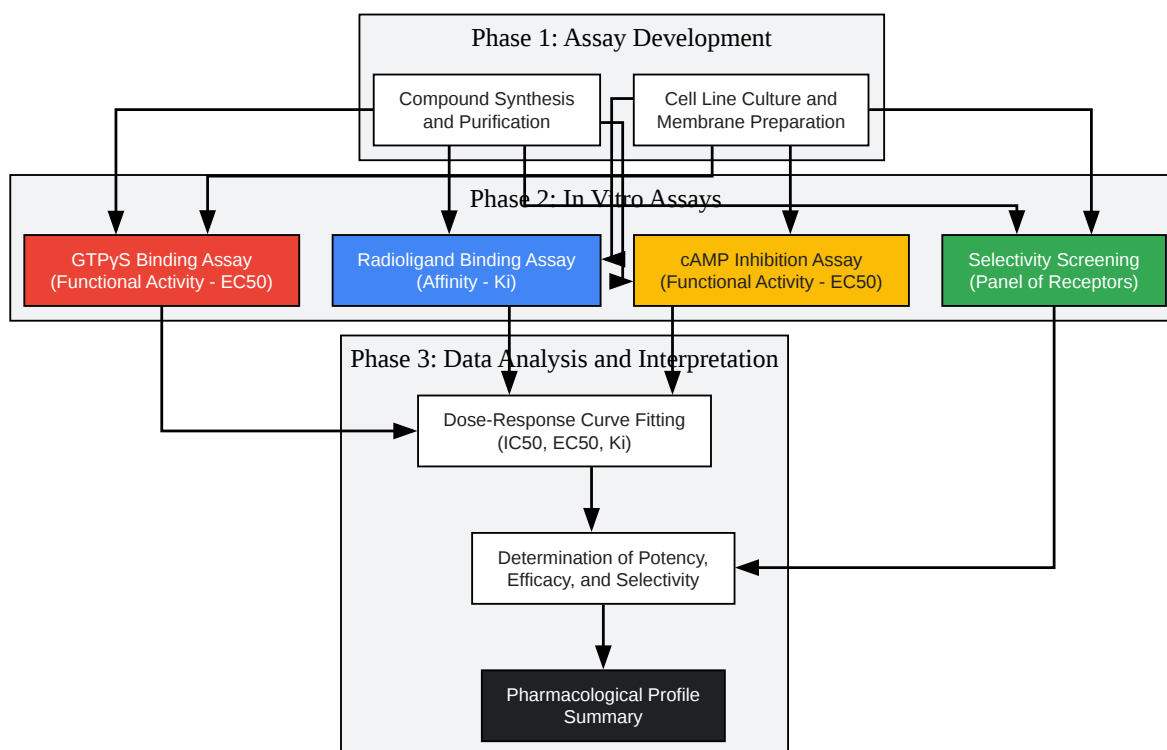 Phase 1: Assay Development
Compound Synthesis
and Purification
Cell Line Culture and
Membrane Preparation
Phase 2: In Vitro Assays
GTPγS Binding Assay
(Functional Activity - EC50)
Radioligand Binding Assay
(Affinity - Ki)
cAMP Inhibition Assay
(Functional Activity - EC50)
Selectivity Screening
(Panel of Receptors)
Phase 3: Data Analysis and Interpretation
Dose-Response Curve Fitting
(IC50, EC50, Ki)
Determination of Potency,
Efficacy, and Selectivity
Pharmacological Profile
Summary